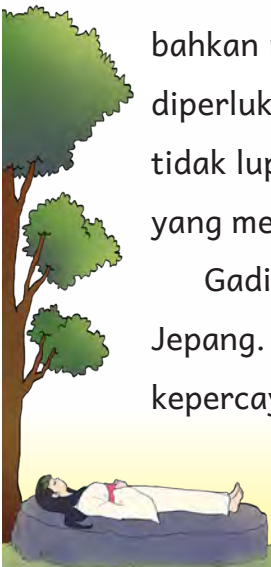 bahkan
diperluk
tidak lup
yang me
Gadi
Jepang.
kepercay